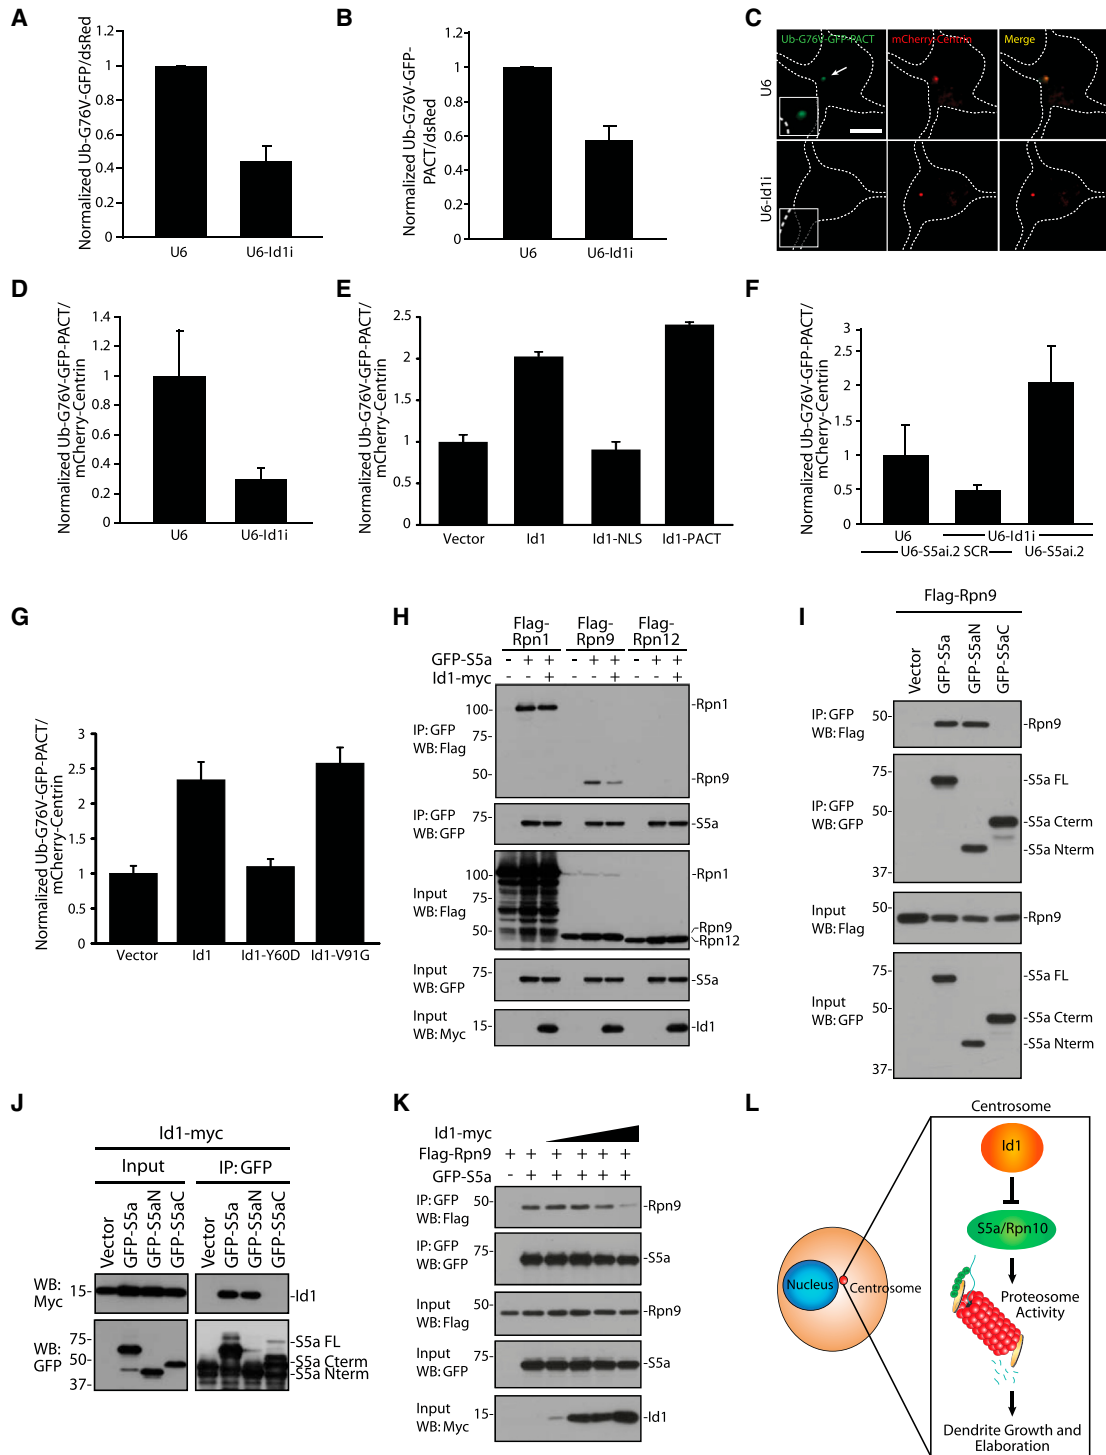 A
Normalized Ub-G76V-GFP/dsRed
1.2
1
0.8
0.6
0.4
0.2
0
U6
U6-Id1i
B
Normalized Ub-G76V-GFP-
PACT/dsRed
1.2
1
0.8
0.6
0.4
0.2
0
U6
U6-Id1i
C
Ub-G76V-GFP-PACT
mCherry-Centrin
Merge
U6
U6-Id1i
D
Normalized Ub-G76V-GFP-PACT/
mCherry-Centrin
1.4
1.2
1
0.8
0.6
0.4
0.2
0
U6
U6-Id1i
E
Normalized Ub-G76V-GFP-PACT/
mCherry-Centrin
2.5
2
1.5
1
0.5
0
Vector
Id1
Id1-NLS
Id1-PACT
F
Normalized Ub-G76V-GFP-PACT/
mCherry-Centrin
3
2.5
2
1.5
1
0.5
0
U6
U6-Id1i
U6-S5ai.2 SCR
U6-S5ai.2
G
Normalized Ub-G76V-GFP-PACT/
mCherry-Centrin
3
2.5
2
1.5
1
0.5
0
Vector
Id1
Id1-Y60D
Id1-V91G
H
Flag-
Rpn1
Flag-
Rpn9
Flag-
Rpn12
GFP-S5a - + + - + + - + +
Id1-myc + + +
IP: GFP
WB: Flag
100-
75-
50-
-Rpn1
-Rpn9
IP: GFP
WB: GFP
75-
-S5a
Input
WB: Flag
100-
75-
50-
-Rpn1
Rpn9
-Rpn12
Input
WB: GFP
75-
-S5a
Input
WB: Myc
15-
-Id1
I
Flag-Rpn9
Vector
GFP-S5a
GFP-S5aN
GFP-S5aC
IP: GFP
WB: Flag
50-
-Rpn9
IP: GFP
WB: GFP
75-
50-
37-
-S5a FL
-S5a Cterm
-S5a Nterm
Input
WB: Flag
50-
-Rpn9
Input
WB: GFP
75-
50-
37-
-S5a FL
-S5a Cterm
-S5a Nterm
J
Id1-myc
Input
IP: GFP
Vector
GFP-S5a
GFP-S5aN
GFP-S5aC
Vector
GFP-S5a
GFP-S5aN
GFP-S5aC
WB:
Myc
15-
-Id1
WB:
GFP
75-
50-
37-
-S5a FL
-S5a Cterm
-S5a Nterm
K
Id1-myc
Flag-Rpn9 + + + + + +
GFP-S5a - + + + + +
IP: GFP
WB: Flag
50-
-Rpn9
IP: GFP
WB: GFP
75-
-S5a
Input
WB: Flag
50-
-Rpn9
Input
WB: GFP
75-
-S5a
Input
WB: Myc
15-
-Id1
L
Centrosome
Id1
S5a/Rpn10
Proteosome
Activity
Dendrite Growth and
Elaboration
Nucleus
Centrosome